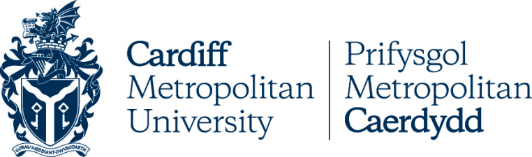 Cardiff
Metropolitan
University
Prifysgol
Metropolitan
Caerdydd